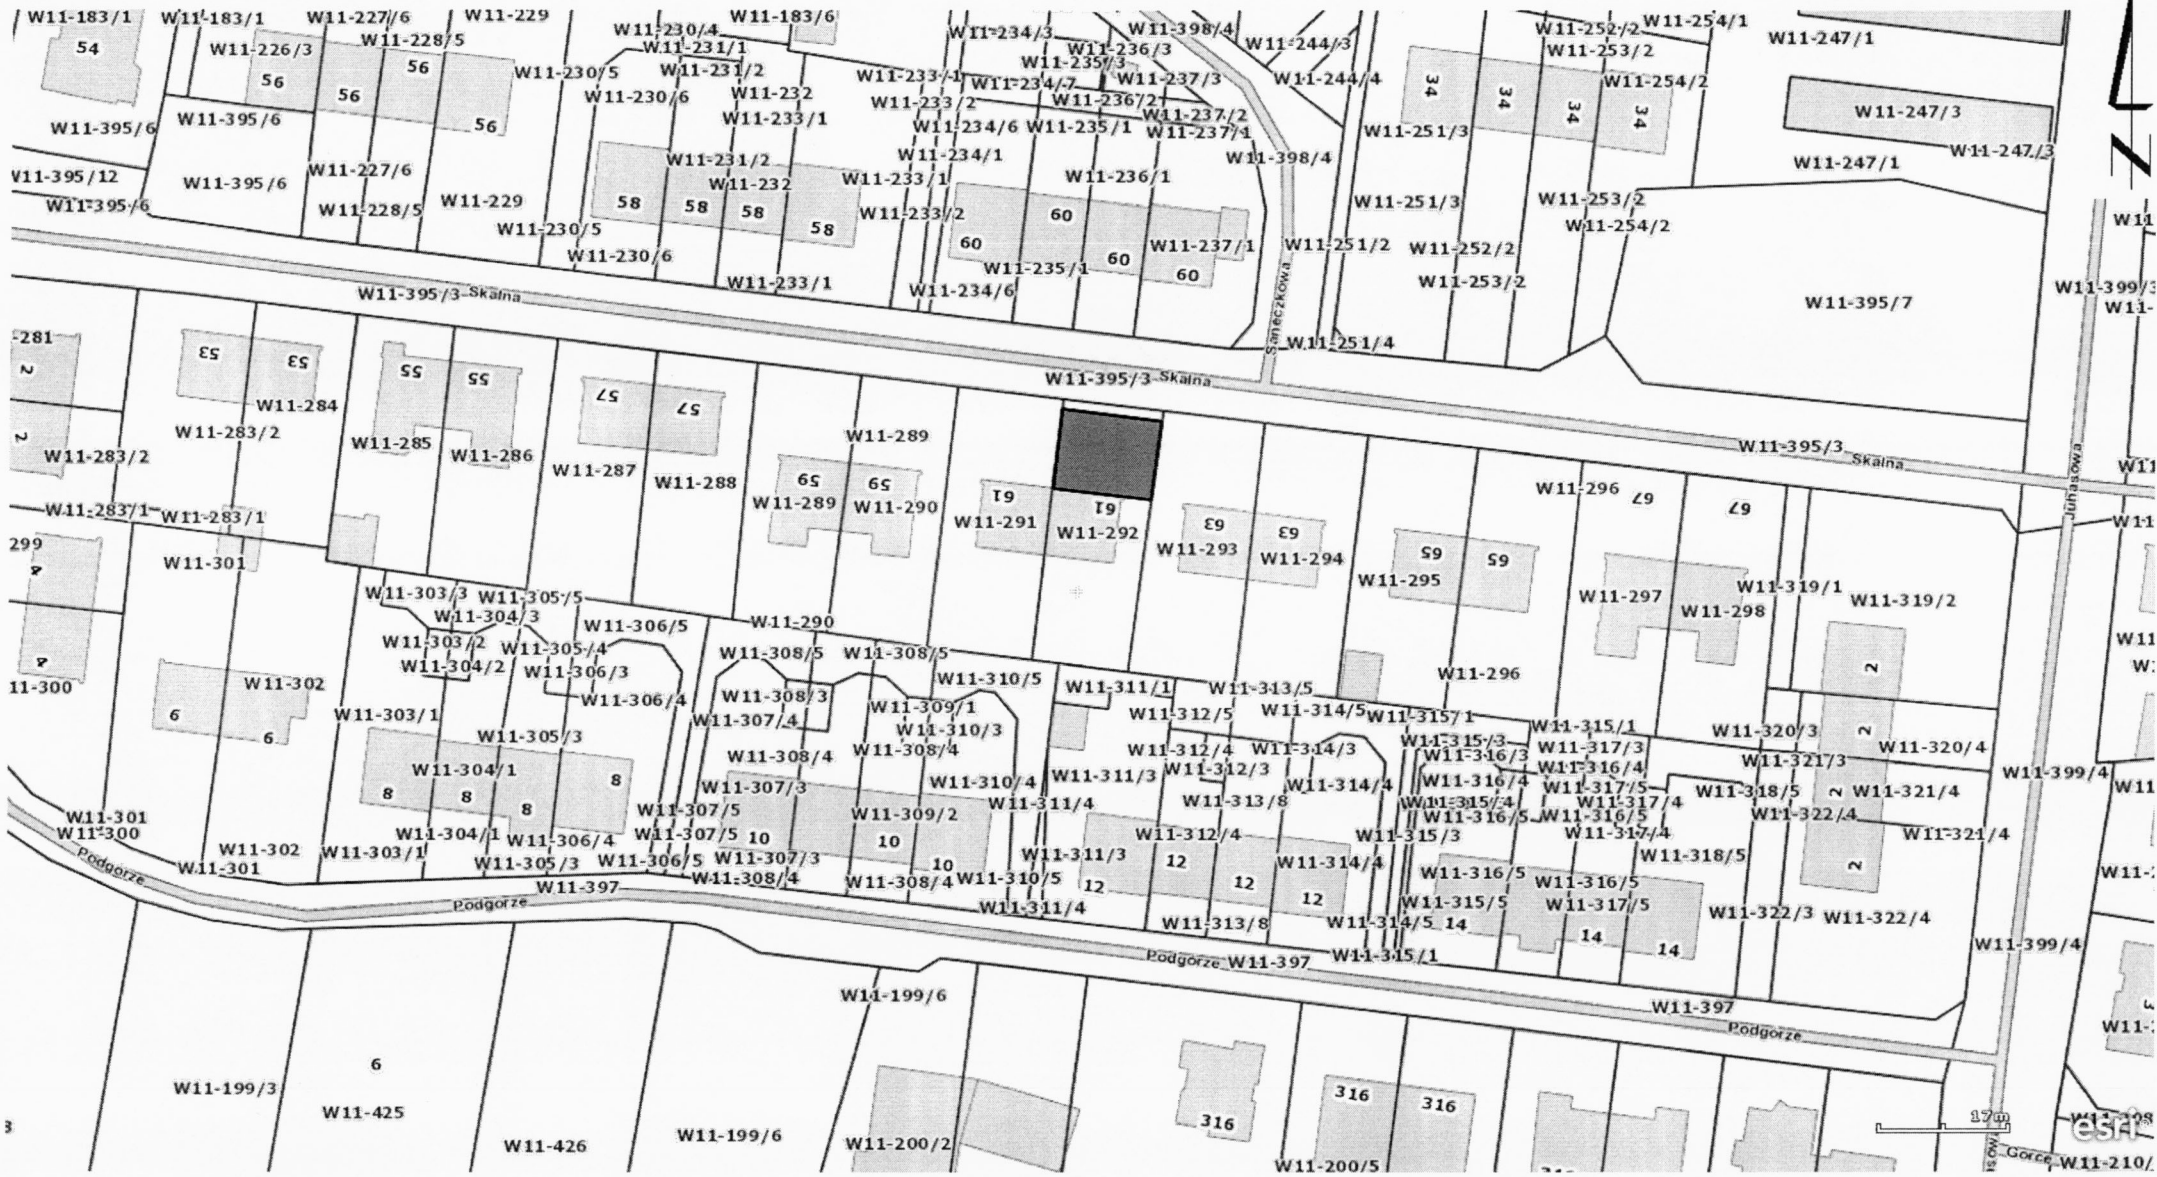 W11-183/1 W11-183/1 W11-227/6 W11-229 W11-183/6
W11-230/4 W11-234/3 W11-398/4 W11-252/2 W11-254/1
54 W11-226/3 W11-228/5 W11-231/1 W11-236/3 W11-244/3 W11-253/2 W11-247/1
56 56 W11-230/5 W11-231/2 W11-233/1 W11-235/3 W11-237/3 W11-244/4 34 W11-254/2
56 W11-230/6 W11-232 W11-233/2 W11-234/7 W11-236/2 34
W11-395/6 W11-395/6 56 W11-233/1 W11-234/6 W11-235/1 W11-237/2 W11-237/1 W11-251/3 34 34 W11-247/3
W11-231/2 W11-234/1 W11-398/4 W11-247/1 W11-247/3
W11-395/12 W11-395/6 W11-227/6 W11-232 W11-233/1 W11-236/1 N
W11-395/6 W11-228/5 W11-229 58 58 58 W11-233/2 60 W11-251/3 W11-253/2
W11-230/5 58 60 W11-237/1 W11-251/2 W11-252/2 W11-254/2
W11-230/6 W11-235/1 60 60
W11-395/3 Skalna W11-233/1 W11-234/6 Saneczkowa W11-253/2 W11-395/7 W11-399/3
53 53 W11-251/4
2 55 55 W11-395/3 Skalna
W11-284 57 57
2 W11-283/2 W11-285 W11-289 W11-395/3 Skalna Juhasowa
W11-283/2 W11-286 W11-287 W11-288 59 59 W11-296 67 67
W11-283/1 W11-283/1 W11-289 W11-290 61 61
W11-291 W11-292 63 63
299 4 W11-301 W11-293 W11-294 65 65
W11-303/3 W11-305/5 W11-295 W11-297 W11-298 W11-319/1 W11-319/2
W11-304/3 W11-306/5 W11-290
W11-303/2 W11-305/4 W11-308/5 W11-308/5
4 W11-304/2 W11-306/3 W11-296 2
W11-302 W11-306/4 W11-308/3 W11-310/5 W11-311/1 W11-313/5
6 W11-303/1 W11-307/4 W11-309/1 W11-312/5 W11-314/5 W11-315/1 W11-315/1 W11-320/3 2
6 W11-305/3 W11-308/4 W11-310/3 W11-308/4 W11-312/4 W11-314/3 W11-315/3 W11-317/3 W11-320/4
W11-304/1 8 W11-310/4 W11-311/3 W11-312/3 W11-316/3 W11-316/4 W11-321/3 W11-399/4
8 8 8 W11-307/3 W11-311/4 W11-313/8 W11-314/4 W11-316/4 W11-317/5 W11-318/5 2 W11-321/4
W11-301 W11-307/5 W11-309/2 W11-315/4 W11-317/4
W11-300 W11-304/1 W11-306/4 W11-307/5 10 10 W11-312/4 W11-315/3 W11-316/5 W11-316/5 W11-317/4 W11-322/4 W11-321/4
Podgórze W11-302 W11-303/1 W11-305/3 W11-306/5 W11-307/3 10 W11-311/3 12 W11-314/4 W11-318/5 2
W11-301 W11-397 W11-308/4 W11-308/4 W11-310/5 12 12 12 W11-316/5 W11-316/5
Podgórze W11-311/4 W11-313/8 W11-314/5 W11-315/5 14 W11-317/5 14 14 W11-322/3 W11-322/4
Podgórze W11-397 W11-315/1 W11-399/4
W11-199/6 W11-397
Podgórze
6
W11-199/3 W11-425 316 316 316
W11-426 W11-199/6 W11-200/2 17m
W11-200/5 esri
Gorce W11-210/